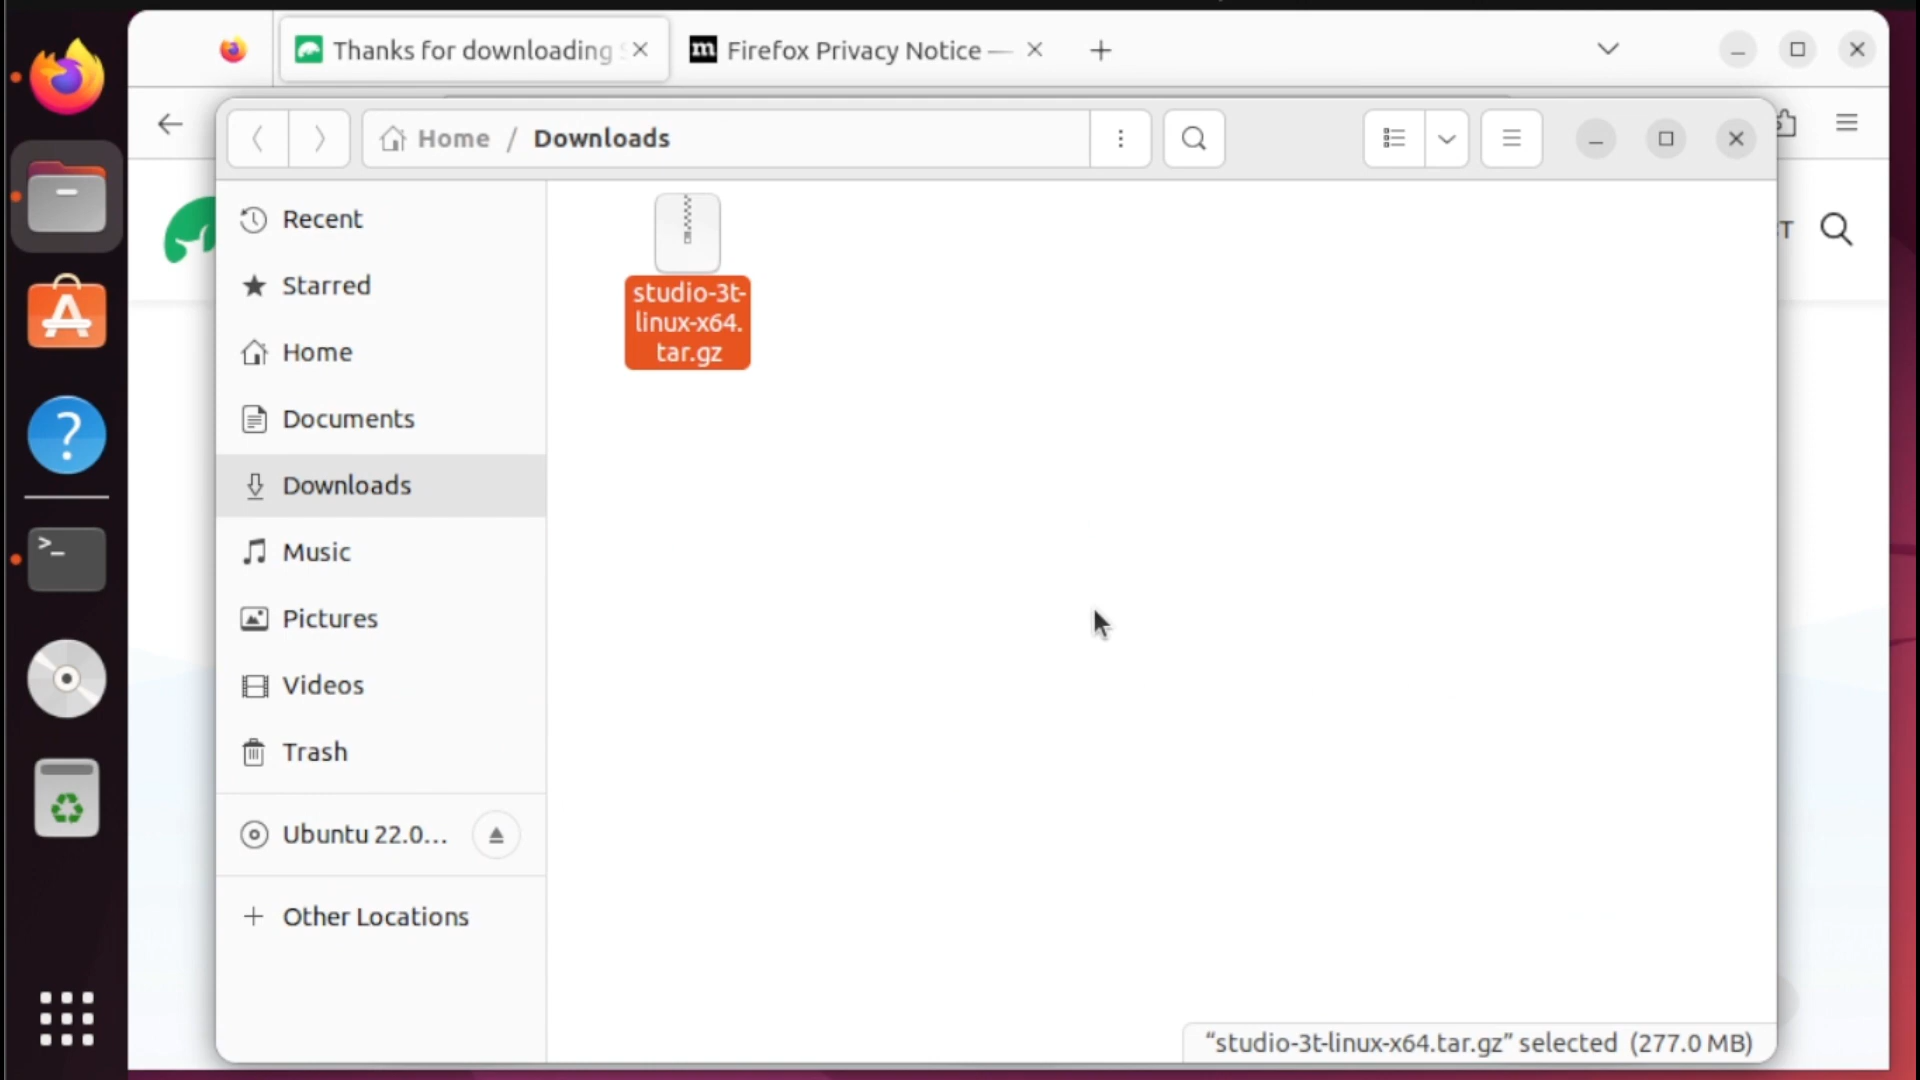 Thanks for downloading S
Firefox Privacy Notice —
Home / Downloads
Recent
Starred
Home
Documents
Downloads
Music
Pictures
Videos
Trash
Ubuntu 22.0...
Other Locations
studio-3t-
linux-x64.
tar.gz
"studio-3t-linux-x64.tar.gz" selected (277.0 MB)